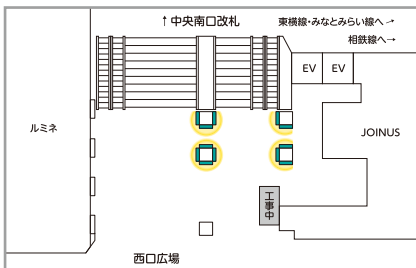 ↑中央南口改札
東横線・みなとみらい線へ→
相鉄線へ→
EV
EV
ルミネ
JOINUS
工事中
西口広場